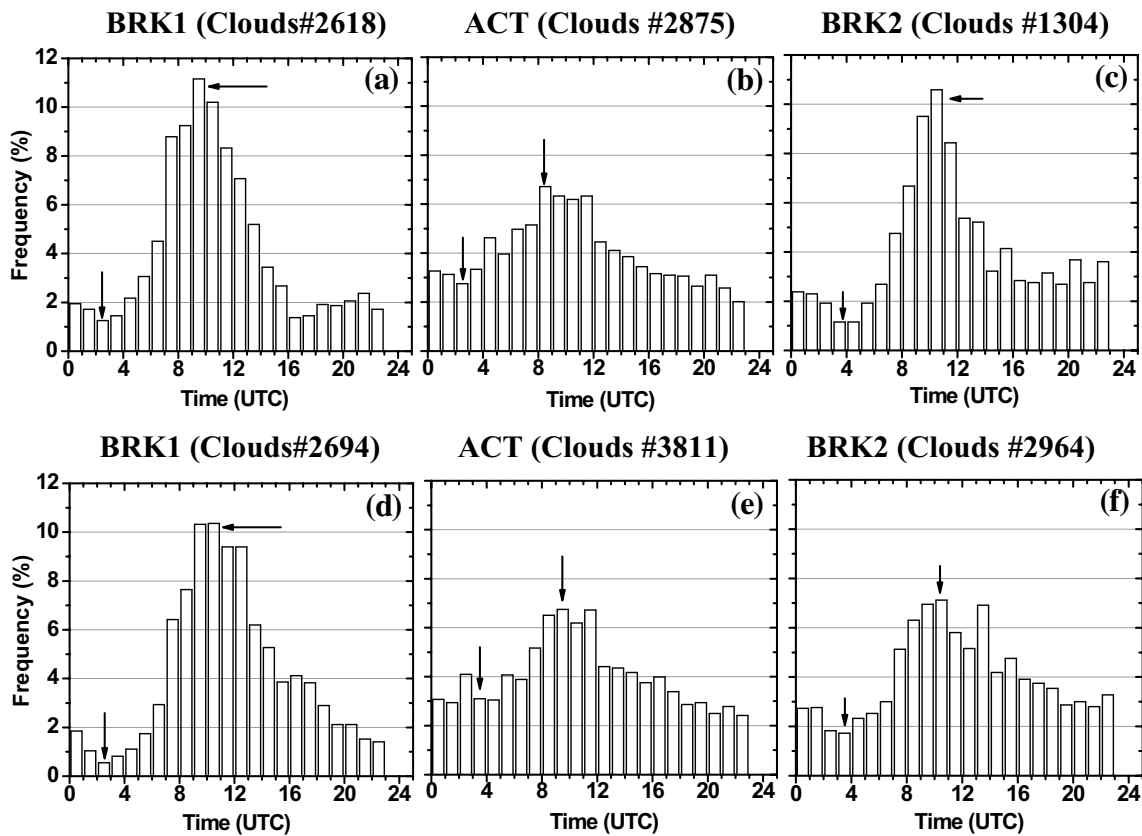 BRK1 (Clouds#2618) ACT (Clouds #2875) BRK2 (Clouds #1304)
12
10
8
6
4
2
0
Frequency (%)
(a) (b) (c)
0 4 8 12 16 20 24 0 4 8 12 16 20 24 0 4 8 12 16 20 24
Time (UTC) Time (UTC) Time (UTC)
BRK1 (Clouds#2694) ACT (Clouds #3811) BRK2 (Clouds #2964)
12
10
8
6
4
2
0
Frequency (%)
(d) (e) (f)
0 4 8 12 16 20 24 0 4 8 12 16 20 24 0 4 8 12 16 20 24
Time (UTC) Time (UTC) Time (UTC)